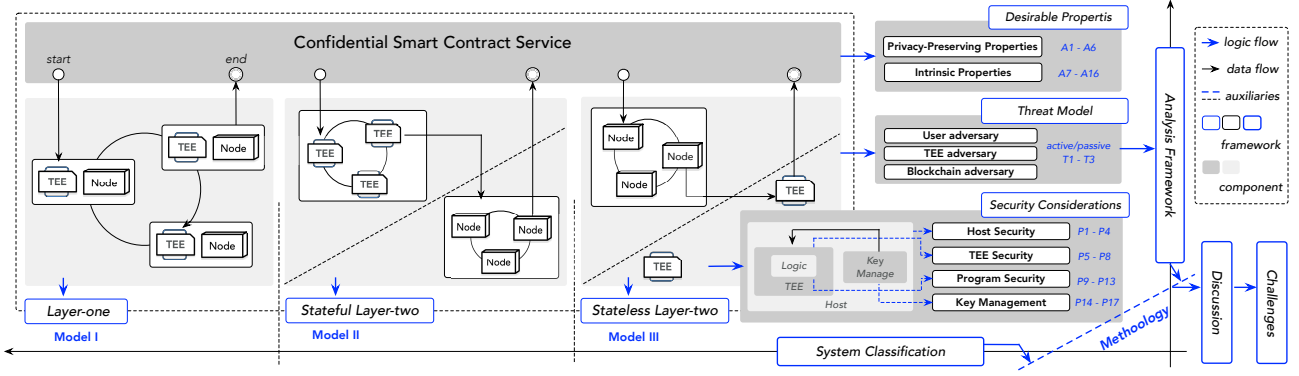 Confidential Smart Contract Service
start
end
TEE
Node
TEE
Node
TEE
Node
Layer-one
Model I
TEE
TEE
TEE
Node
Node
Node
Stateful Layer-two
Model II
Node
Node
Node
TEE
TEE
Stateless Layer-two
Model III
Desirable Propertis
Privacy-Preserving Properties
A1 - A6
Intrinsic Properties
A7 - A16
Threat Model
User adversary
TEE adversary
Blockchain adversary
active/passive
T1 - T3
Security Considerations
Logic
TEE
Key
Manage
Host
Host Security
P1 - P4
TEE Security
P5 - P8
Program Security
P9 - P13
Key Management
P14 - P17
System Classification
Methoology
Analysis Framework
Discussion
Challenges
logic flow
data flow
auxiliaries
framework
component